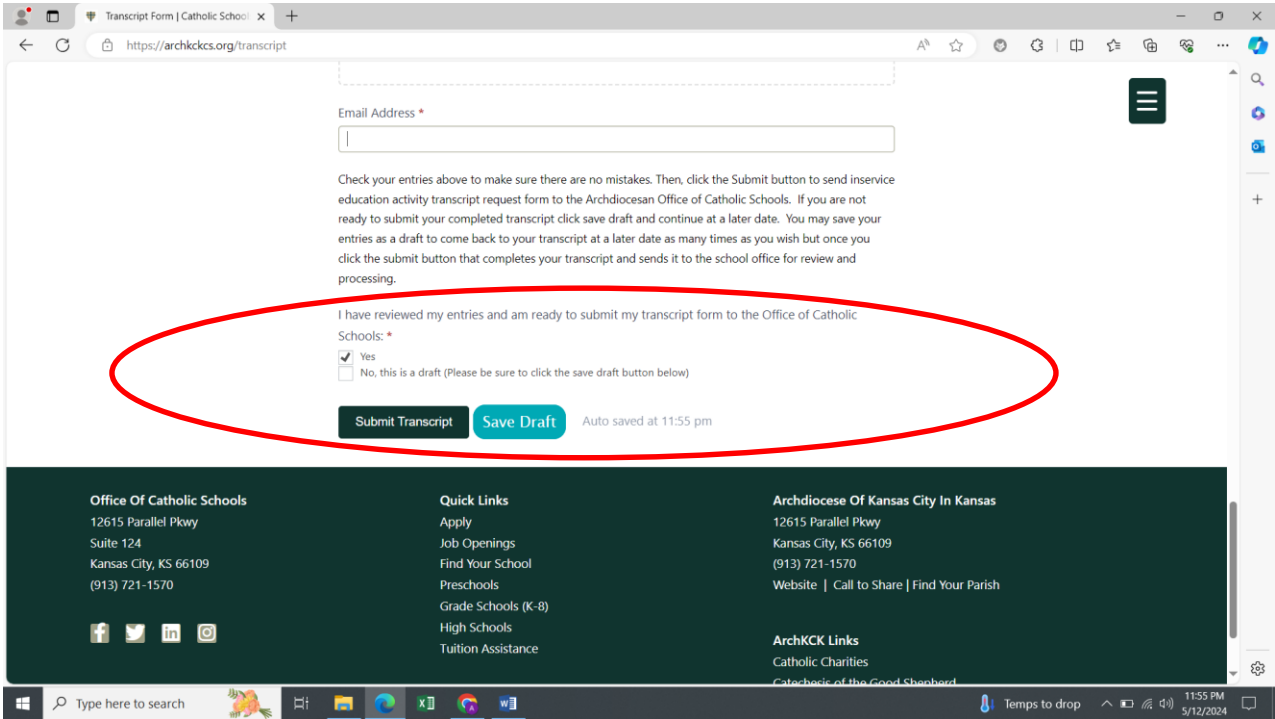 Transcript Form | Catholic School
https://archkckcs.org/transcript
Email Address *
Check your entries above to make sure there are no mistakes. Then, click the Submit button to send inservice
education activity transcript request form to the Archdiocesan Office of Catholic Schools. If you are not
ready to submit your completed transcript click save draft and continue at a later date. You may save your
entries as a draft to come back to your transcript at a later date as many times as you wish but once you
click the submit button that completes your transcript and sends it to the school office for review and
processing.
I have reviewed my entries and am ready to submit my transcript form to the Office of Catholic
Schools: *
Yes
No, this is a draft (Please be sure to click the save draft button below)
Submit Transcript Save Draft Auto saved at 11:55 pm
Office Of Catholic Schools
12615 Parallel Pkwy
Suite 124
Kansas City, KS 66109
(913) 721-1570
Quick Links
Apply
Job Openings
Find Your School
Preschools
Grade Schools (K-8)
High Schools
Tuition Assistance
Archdiocese Of Kansas City In Kansas
12615 Parallel Pkwy
Kansas City, KS 66109
(913) 721-1570
Website | Call to Share | Find Your Parish
ArchKCK Links
Catholic Charities
Catechesis of the Good Shepherd
Type here to search
Temps to drop
11:55 PM
5/12/2024